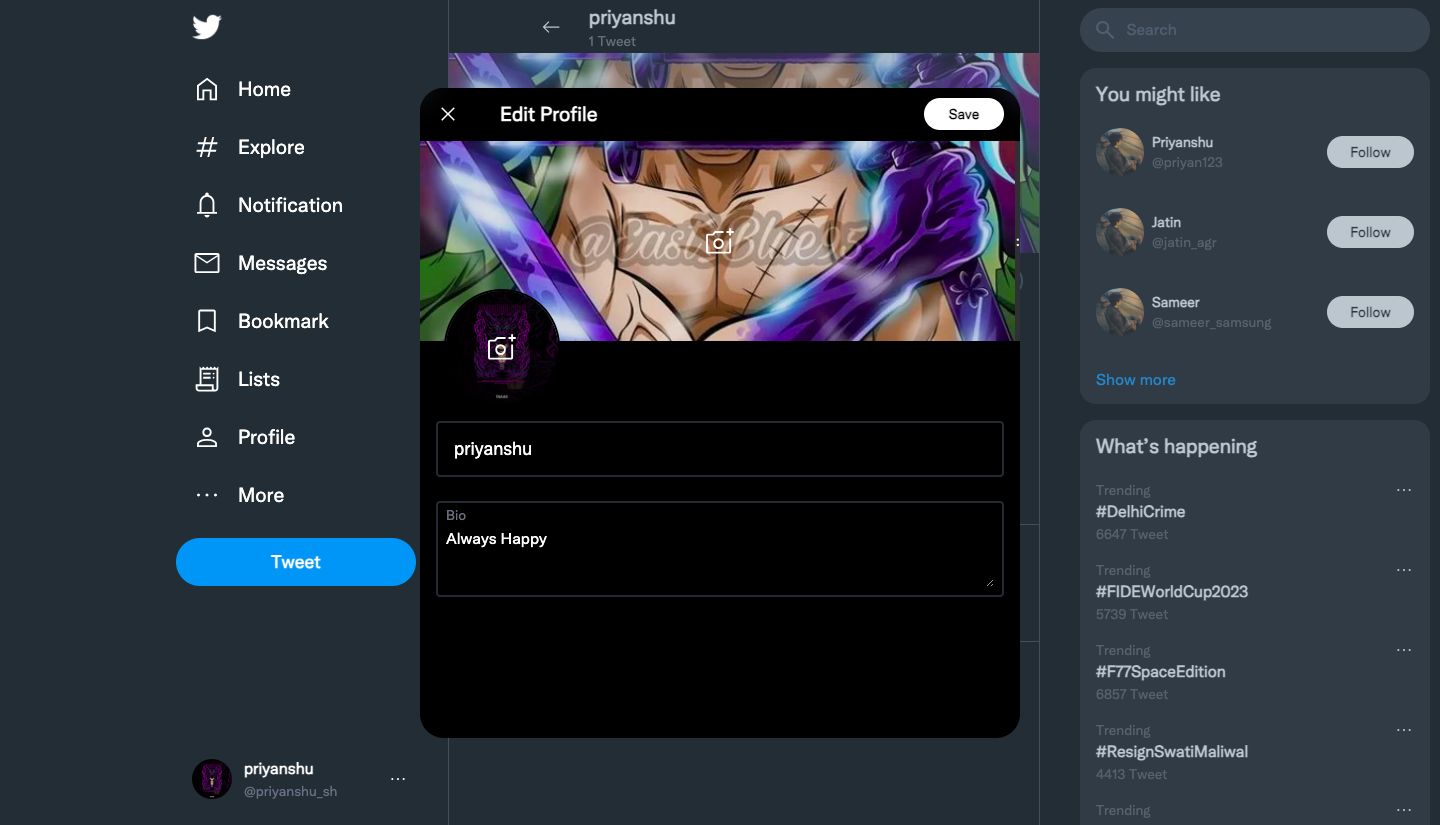 priyanshu
1 Tweet
Home
Explore
Notification
Messages
Bookmark
Lists
Profile
More
Tweet
priyanshu
@priyanshu_sh
Edit Profile
Save
@East_Blue95
priyanshu
Bio
Always Happy
Search
You might like
Priyanshu
@priyan123
Follow
Jatin
@jatin_agr
Follow
Sameer
@sameer_samsung
Follow
Show more
What's happening
Trending
#DelhiCrime
6647 Tweet
Trending
#FIDEWorldCup2023
5739 Tweet
Trending
#F77SpaceEdition
6857 Tweet
Trending
#ResignSwatiMaliwal
4413 Tweet
Trending